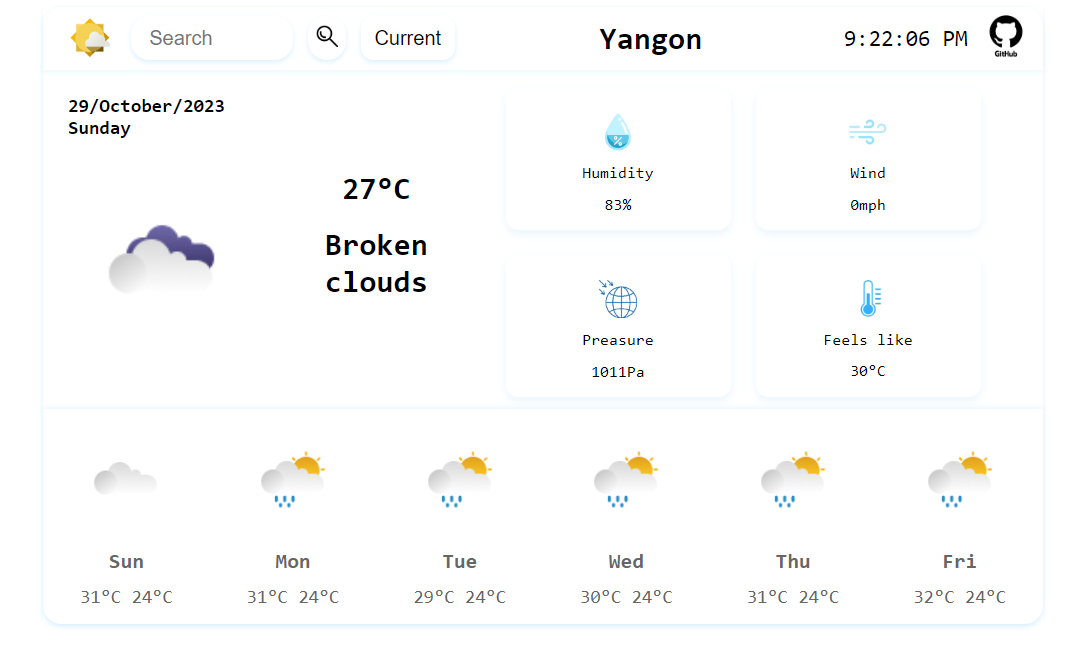 Search
Current
Yangon
9:22:06 PM
GitHub
29/October/2023
Sunday
27°C
Broken
clouds
%
Humidity
83%
Wind
0mph
Preasure
1011Pa
Feels like
30°C
Sun
31°C 24°C
Mon
31°C 24°C
Tue
29°C 24°C
Wed
30°C 24°C
Thu
31°C 24°C
Fri
32°C 24°C